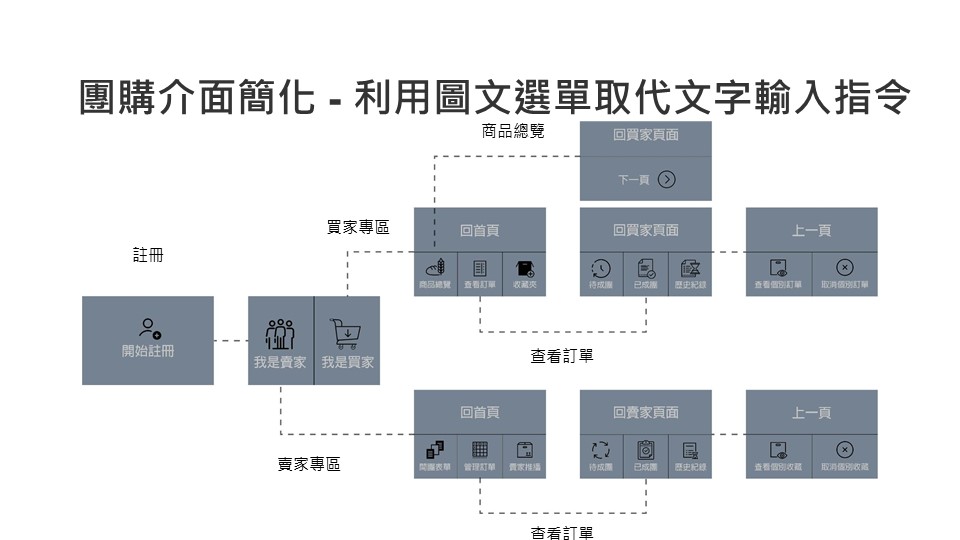 團購介面簡化 - 利用圖文選單取代文字輸入指令
商品總覽
回買家頁面
下一頁
買家專區
回首頁
商品總覽
查看訂單
收藏夾
回買家頁面
待成團
已成團
歷史紀錄
上一頁
查看個別訂單
取消個別訂單
註冊
開始註冊
我是賣家
我是買家
查看訂單
賣家專區
回首頁
開團表單
管理訂單
賣家推播
回賣家頁面
待成團
已成團
歷史紀錄
上一頁
查看個別收藏
取消個別收藏
查看訂單